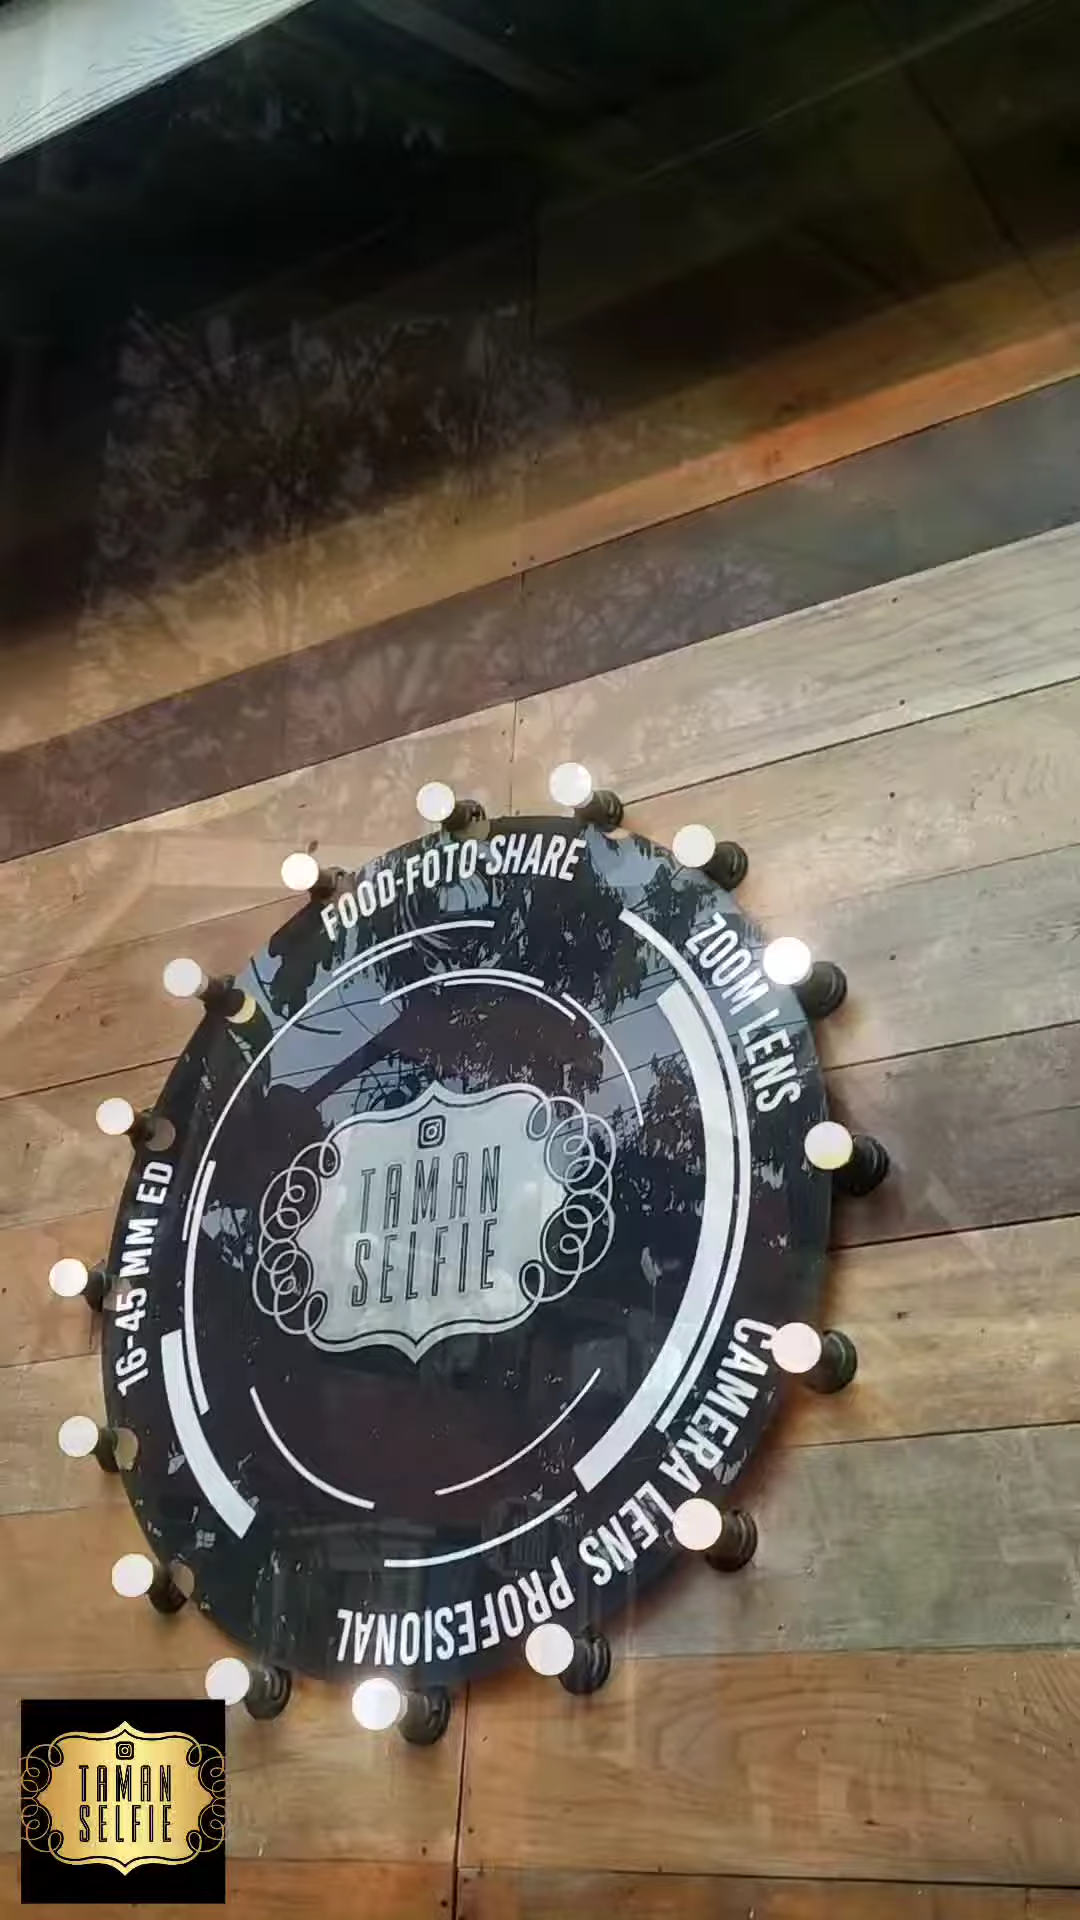 FOOD-FOTO-SHARE
ZOOM LENS
16-45 MM ED
TAMAN
SELFIE
CAMERA LENS PROFESIONAL
TAMAN
SELFIE